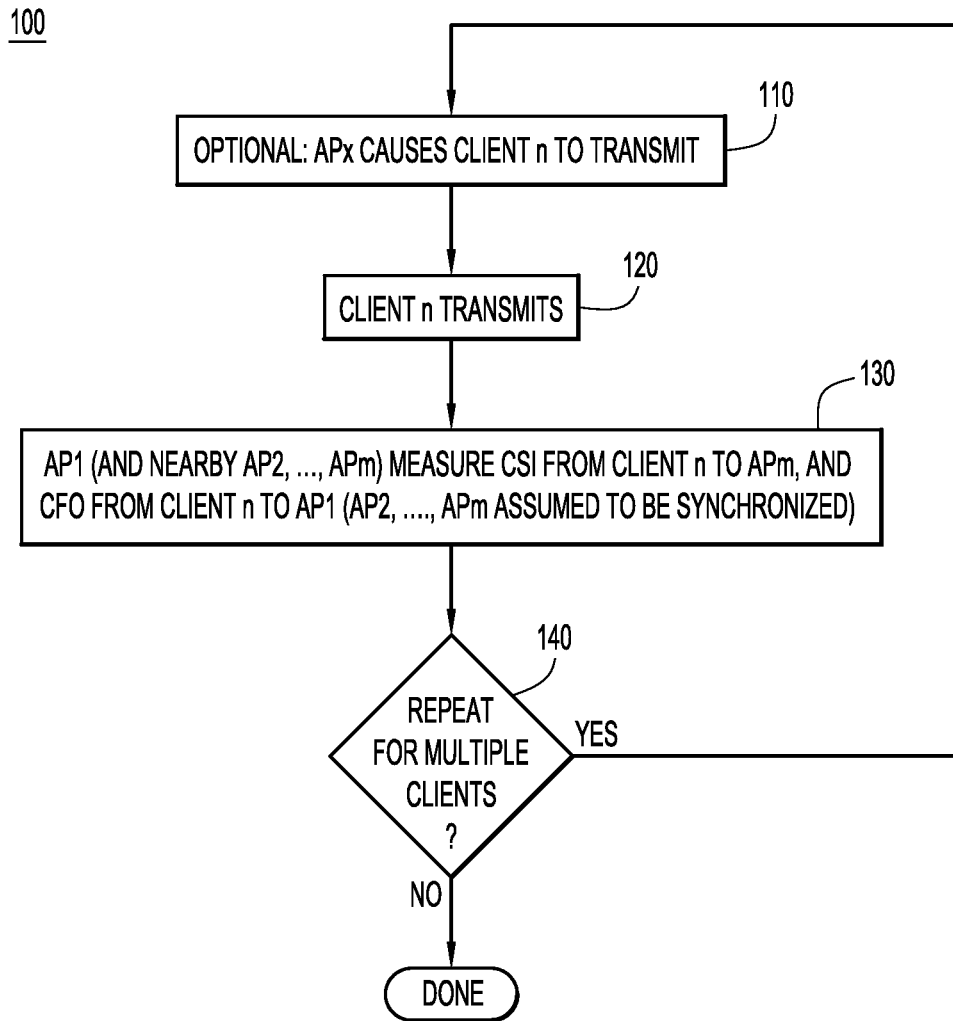 100
110
OPTIONAL: APx CAUSES CLIENT n TO TRANSMIT
120
CLIENT n TRANSMITS
130
AP1 (AND NEARBY AP2, ..., APm) MEASURE CSI FROM CLIENT n TO APm, AND
CFO FROM CLIENT n TO AP1 (AP2, ...., APm ASSUMED TO BE SYNCHRONIZED)
140
REPEAT
FOR MULTIPLE
CLIENTS
?
YES
NO
DONE